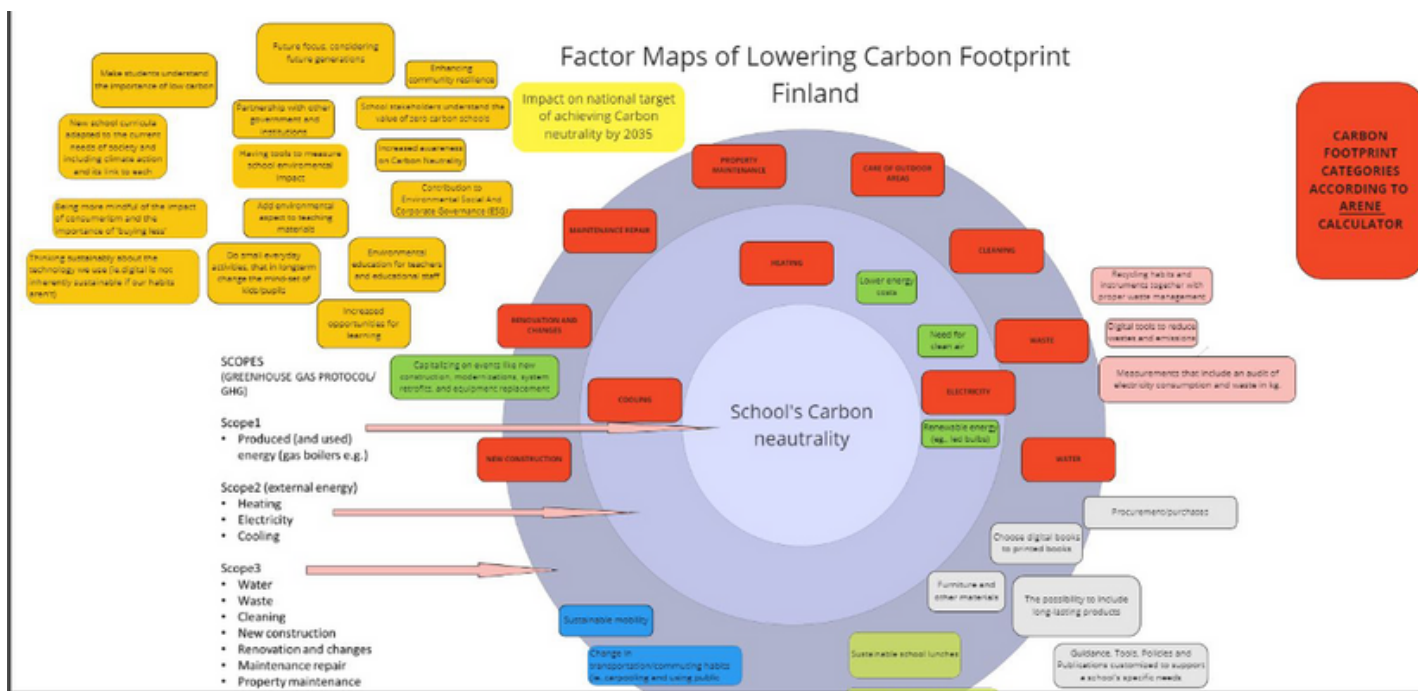 Factor Maps of Lowering Carbon Footprint
Finland
Future focus, considering
future generations
Make students understand
the importance of low carbon
Enhancing
community resilience
Partnership with other
government and
institutions
School stakeholders understand the
value of zero carbon schools
Impact on national target
of achieving Carbon
neutrality by 2035
New school curricula
adapted to the current
needs of society and
including climate action
and its link to each
Having tools to measure
school enviromental
impact
Increased awareness
on Carbon Neutrality
Contribution to
Environmental Social And
Corporate Governance (ESG)
Being more mindful of the impact
of consumerism and the
importance of 'buying less'
Add environmental
aspect to teaching
materials
Thinking sustainably about the
technology we use (ie digital is not
inherently sustainable if our habits
aren't)
Do small everyday
activities, that in longterm
change the mind-set of
kids/pupils
Environmental
education for teachers
and educational staff
Increased
opportunities for
learning
CARBON
FOOTPRINT
CATEGORIES
ACCORDING TO
ARENE
CALCULATOR
PROPERTY
MAINTENANCE
CARE OF OUTDOOR
AREAS
MAINTENANCE REPAIR
HEATING
CLEANING
Lower energy
costs
Recycling habits and
instruments together with
proper waste management
RENOVATION AND
CHANGES
Need for
clean air
WASTE
Digital tools to reduce
wastes and emissions
Capitalizing on events like new
construction, modernizations, system
retrofits, and equipment replacement
Measurements that include an audit of
electricity consumption and waste in kg.
COOLING
ELECTRICITY
School's Carbon
neautrality
Renewable energy
(eg., led bulbs)
NEW CONSTRUCTION
WATER
SCOPES
(GREENHOUSE GAS PROTOCOL/
GHG)
Scope1
• Produced (and used)
energy (gas boilers e.g.)
Scope2 (external energy)
• Heating
• Electricity
• Cooling
Scope3
• Water
• Waste
• Cleaning
• New construction
• Renovation and changes
• Maintenance repair
• Property maintenance
Procurement/purchases
Choose digital books
to printed books
Furniture and
other materials
The possibility to include
long-lasting products
Sustainable mobility
Change in
transportation/commuting habits
(ie. carpooling and using public
Sustainable school lunches
Guidance, Tools, Policies and
Publications customized to support
a school's specific needs